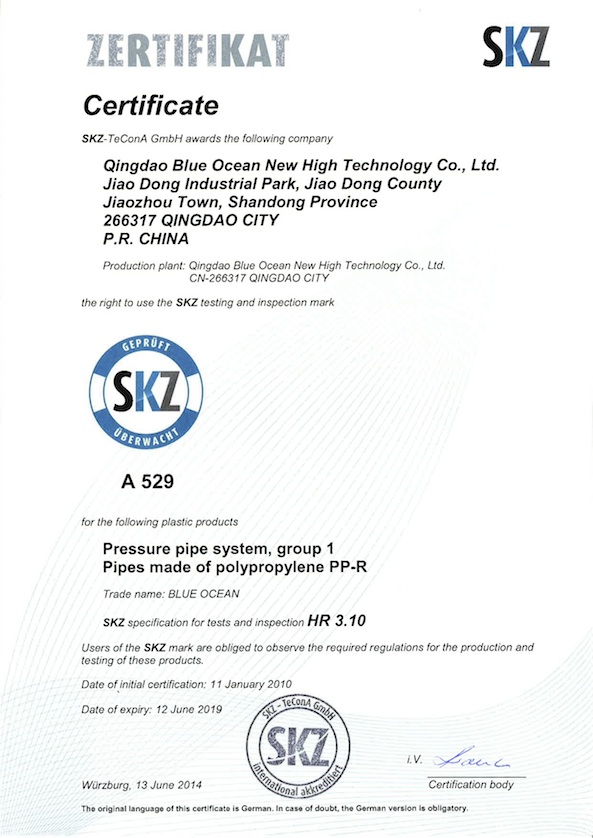 ZERTIFIKAT
SKZ
Certificate
SKZ-TeConA GmbH awards the following company
Qingdao Blue Ocean New High Technology Co., Ltd.
Jiao Dong Industrial Park, Jiao Dong County
Jiaozhou Town, Shandong Province
266317 QINGDAO CITY
P.R. CHINA
Production plant: Qingdao Blue Ocean New High Technology Co., Ltd.
CN-266317 QINGDAO CITY
the right to use the SKZ testing and inspection mark
GEPRÜFT
SKZ
ÜBERWACHT
A 529
for the following plastic products
Pressure pipe system, group 1
Pipes made of polypropylene PP-R
Trade name: BLUE OCEAN
SKZ specification for tests and inspection HR 3.10
Users of the SKZ mark are obliged to observe the required regulations for the production and
testing of these products.
Date of initial certification: 11 January 2010
Date of expiry: 12 June 2019
SKZ - TeConA GmbH
SKZ
international akkreditiert
i.V.
Würzburg, 13 June 2014
Certification body
The original language of this certificate is German. In case of doubt, the German version is obligatory.